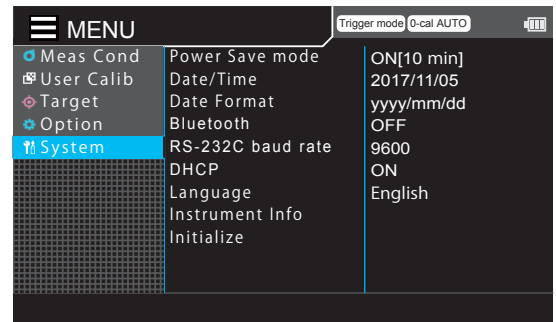 MENU
Trigger mode 0-cal AUTO
Meas Cond
User Calib
Target
Option
System
Power Save mode ON[10 min]
Date/Time 2017/11/05
Date Format yyyy/mm/dd
Bluetooth OFF
RS-232C baud rate 9600
DHCP ON
Language English
Instrument Info
Initialize